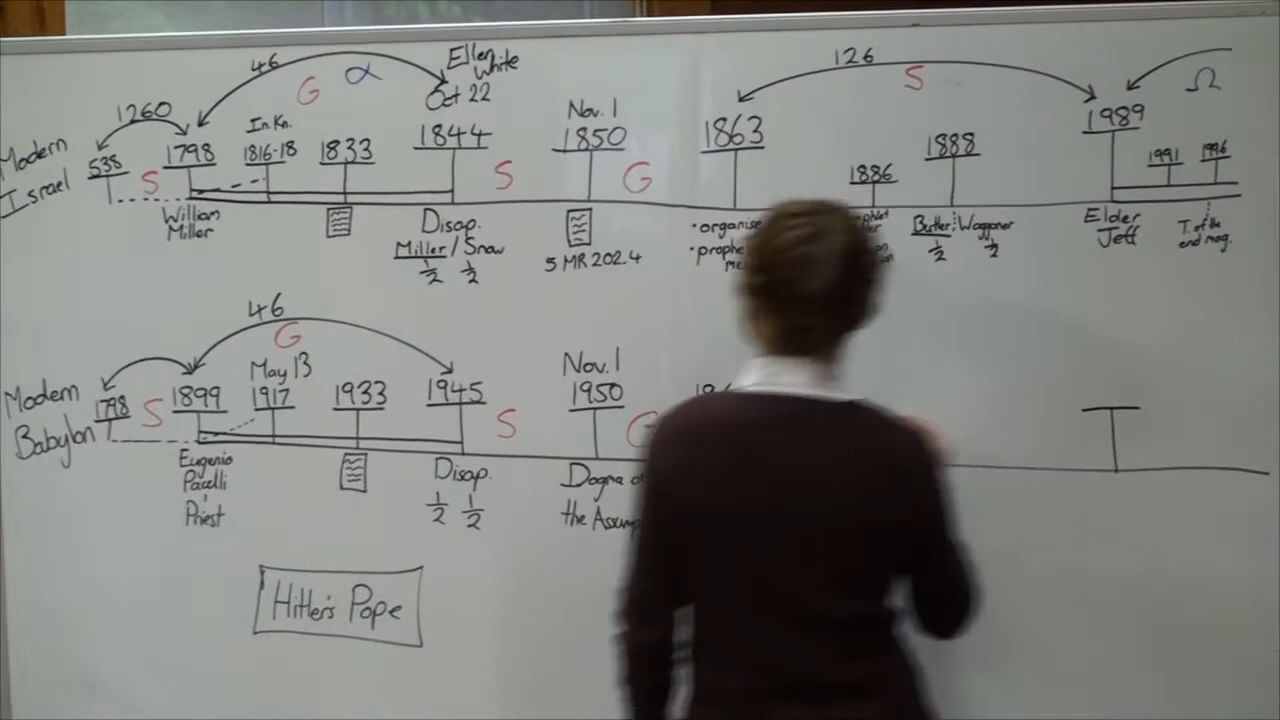 46
Ellen
White
126
G
α
S
Ω
Oct 22
1260
Nov. 1
In. Kn.
Modern
Israel
538
S
1798
1816-18
1833
1844
S
1850
G
1863
1886
1888
1989
1991
1996
William
Miller
Disap.
Miller / Snow
1/2 1/2
5 MR 202.4
• organise
• prophe
Butler Waggoner
1/2 1/2
Elder
Jeff
T. of the
end mag.
46
G
May 13
Nov. 1
Modern
Babylon
1798
S
1899
1917
1933
1945
S
1950
G
Eugenio
Pacelli
Priest
Disap.
1/2 1/2
Dogma o
the Assump
Hitler's Pope